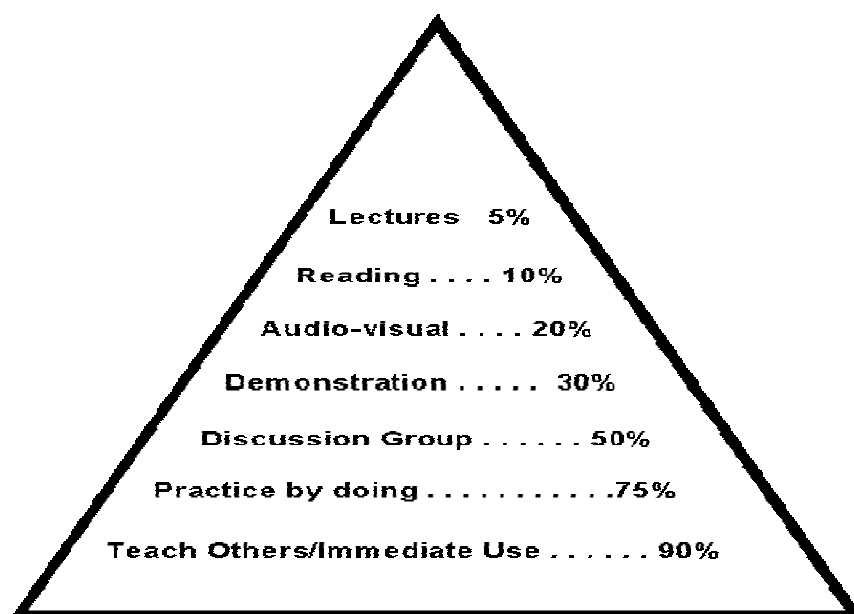 Lectures 5%
Reading . . . . 10%
Audio-visual . . . . 20%
Demonstration . . . . . 30%
Discussion Group . . . . . . 50%
Practice by doing . . . . . . . . . . .75%
Teach Others/Immediate Use . . . . . . 90%